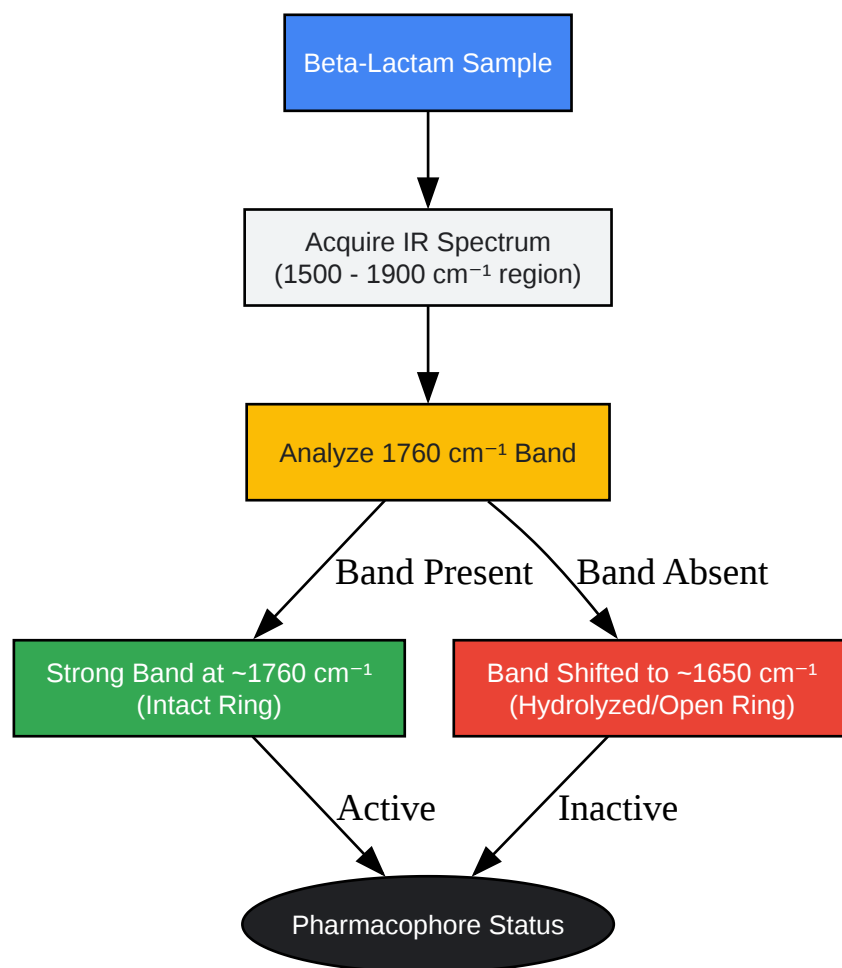 Beta-Lactam Sample
Acquire IR Spectrum
(1500 - 1900 cm⁻¹ region)
Analyze 1760 cm⁻¹ Band
Band Present
Band Absent
Strong Band at ~1760 cm⁻¹
(Intact Ring)
Band Shifted to ~1650 cm⁻¹
(Hydrolyzed/Open Ring)
Active
Inactive
Pharmacophore Status